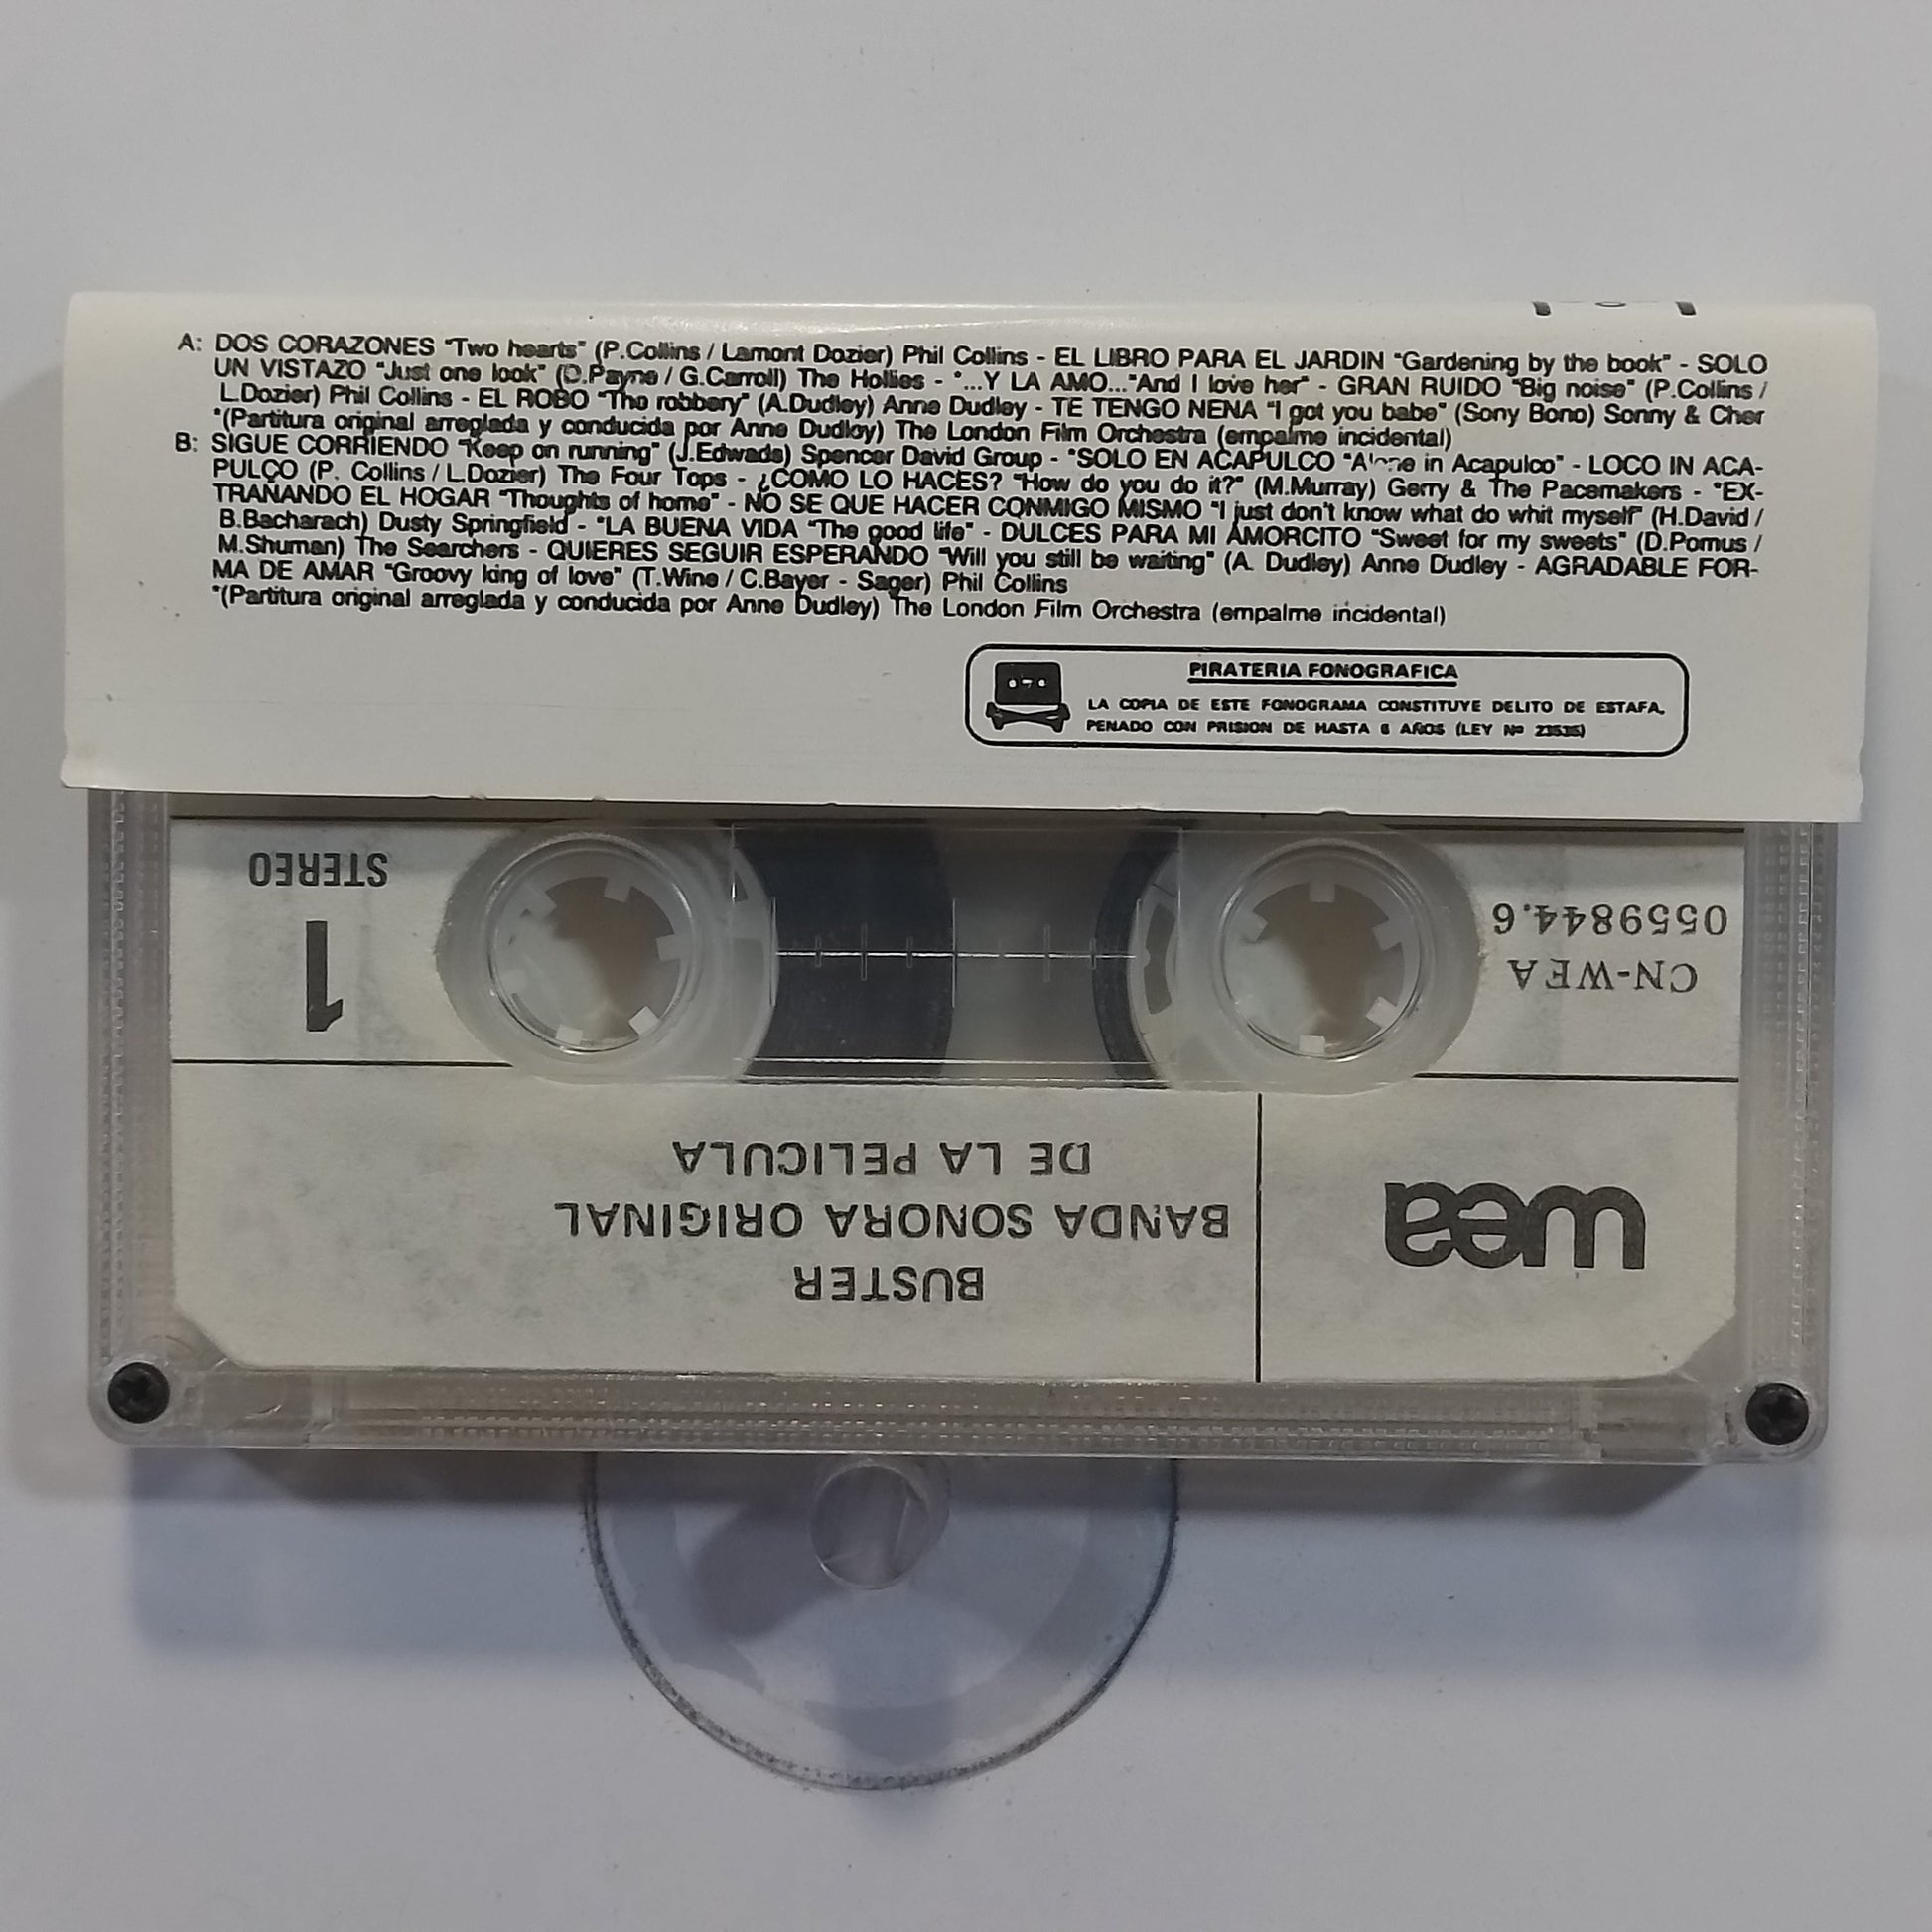 A: DOS CORAZONES "Two hearts" (P.Collins / Lamont Dozier) Phil Collins - EL LIBRO PARA EL JARDIN "Gardening by the book" - SOLO
UN VISTAZO "Just one look" (D.Payne / G.Carroll) The Hollies - *...Y LA AMO..."And I love her" - GRAN RUIDO "Big noise" (P.Collins /
L.Dozier) Phil Collins - EL ROBO "The robbery" (A.Dudley) Anne Dudley - TE TENGO NENA "I got you babe" (Sony Bono) Sonny & Cher
*(Partitura original arreglada y conducida por Anne Dudley) The London Film Orchestra (empalme incidental)
B: SIGUE CORRIENDO "Keep on running" (J.Edwads) Spencer David Group - *SOLO EN ACAPULCO "Alone in Acapulco" - LOCO IN ACA-
PULCO (P. Collins / L.Dozier) The Four Tops - ¿COMO LO HACES? "How do you do it?" (M.Murray) Gerry & The Pacemakers - *EX-
TRAÑANDO EL HOGAR "Thoughts of home" - NO SE QUE HACER CONMIGO MISMO "I just don't know what do whit myself" (H.David /
B.Bacharach) Dusty Springfield - *LA BUENA VIDA "The good life" - DULCES PARA MI AMORCITO "Sweet for my sweets" (D.Pomus /
M.Shuman) The Searchers - QUIERES SEGUIR ESPERANDO "Will you still be waiting" (A. Dudley) Anne Dudley - AGRADABLE FOR-
MA DE AMAR "Groovy king of love" (T.Wine / C.Bayer - Sager) Phil Collins
*(Partitura original arreglada y conducida por Anne Dudley) The London Film Orchestra (empalme incidental)
PIRATERIA FONOGRAFICA
LA COPIA DE ESTE FONOGRAMA CONSTITUYE DELITO DE ESTAFA,
PENADO CON PRISION DE HASTA 6 AÑOS (LEY Nº 23535)
wea
BUSTER
BANDA SONORA ORIGINAL
DE LA PELICULA
CN-WEA
0559844.6
1
STEREO